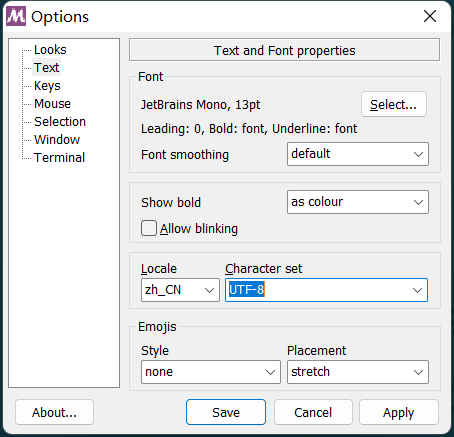 Options
Looks
Text
Keys
Mouse
Selection
Window
Terminal
Text and Font properties
Font
JetBrains Mono, 13pt
Select...
Leading: 0, Bold: font, Underline: font
Font smoothing
default
Show bold
as colour
Allow blinking
Locale
Character set
zh_CN
UTF-8
Emojis
Style
Placement
none
stretch
About...
Save
Cancel
Apply